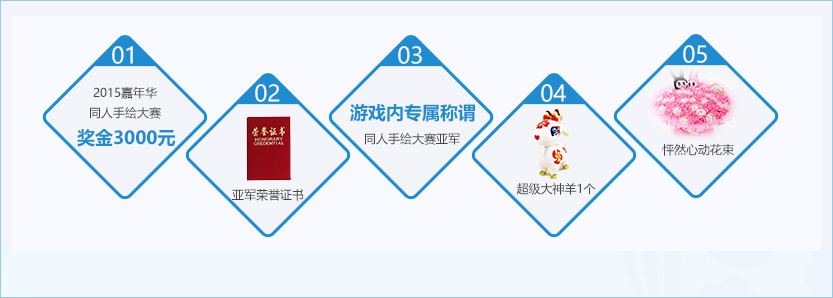 01
2015嘉年华
同人手绘大赛
奖金3000元
02
荣誉证书
HONORARY
CREDENTIAL
亚军荣誉证书
03
游戏内专属称谓
同人手绘大赛亚军
04
超级大神羊1个
05
怦然心动花束